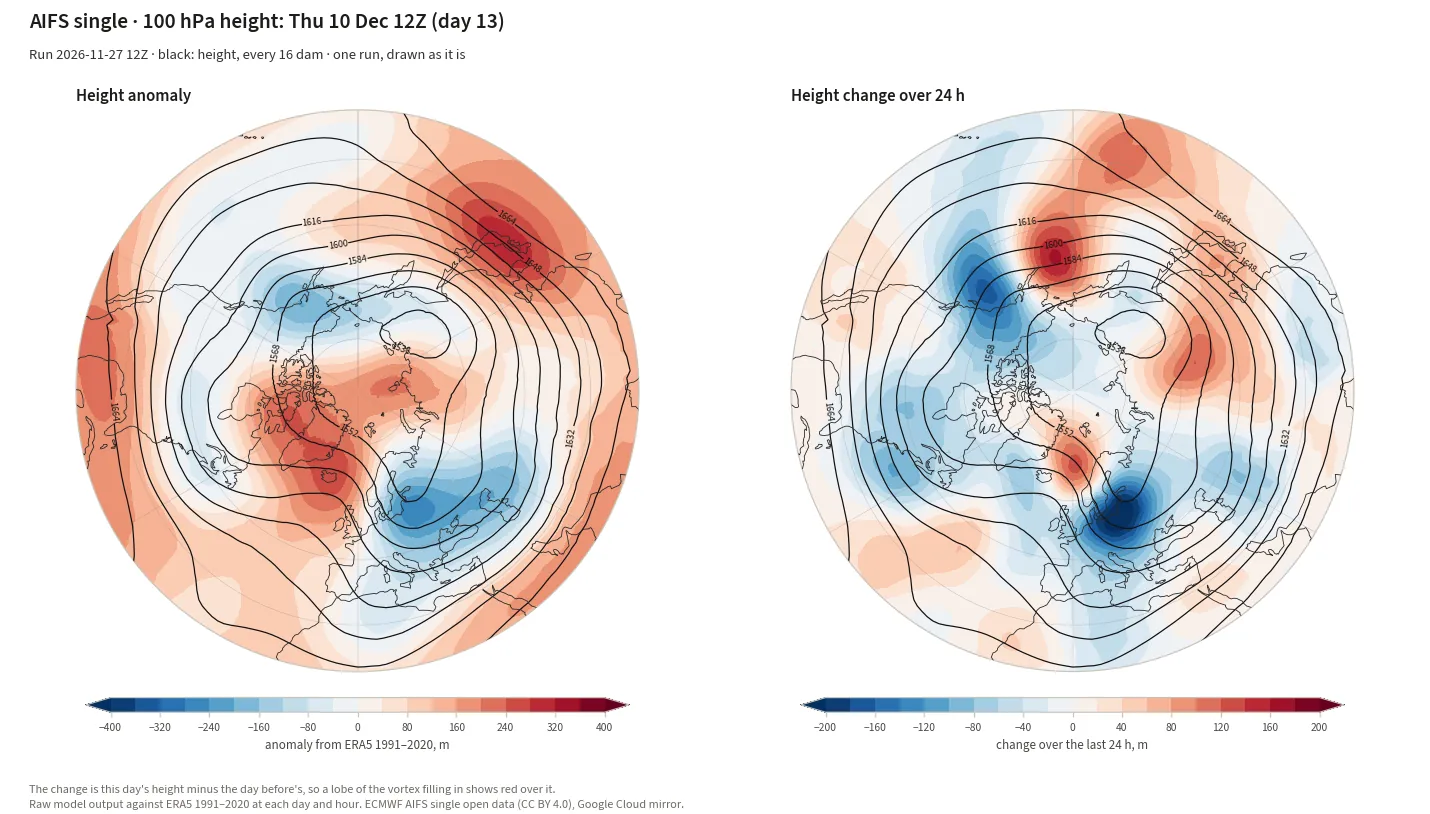 AIFS single · 100 hPa height: Thu 10 Dec 12Z (day 13)
Run 2026-11-27 12Z · black: height, every 16 dam · one run, drawn as it is
Height anomaly
Height change over 24 h
1664
1616
1600
1648
1584
1568
1552
1664
1632
1664
1616
1600
1648
1584
1568
1552
1664
1632
−400 −320 −240 −160 −80 0 80 160 240 320 400
anomaly from ERA5 1991–2020, m
−200 −160 −120 −80 −40 0 40 80 120 160 200
change over the last 24 h, m
The change is this day's height minus the day before's, so a lobe of the vortex filling in shows red over it.
Raw model output against ERA5 1991–2020 at each day and hour. ECMWF AIFS single open data (CC BY 4.0), Google Cloud mirror.